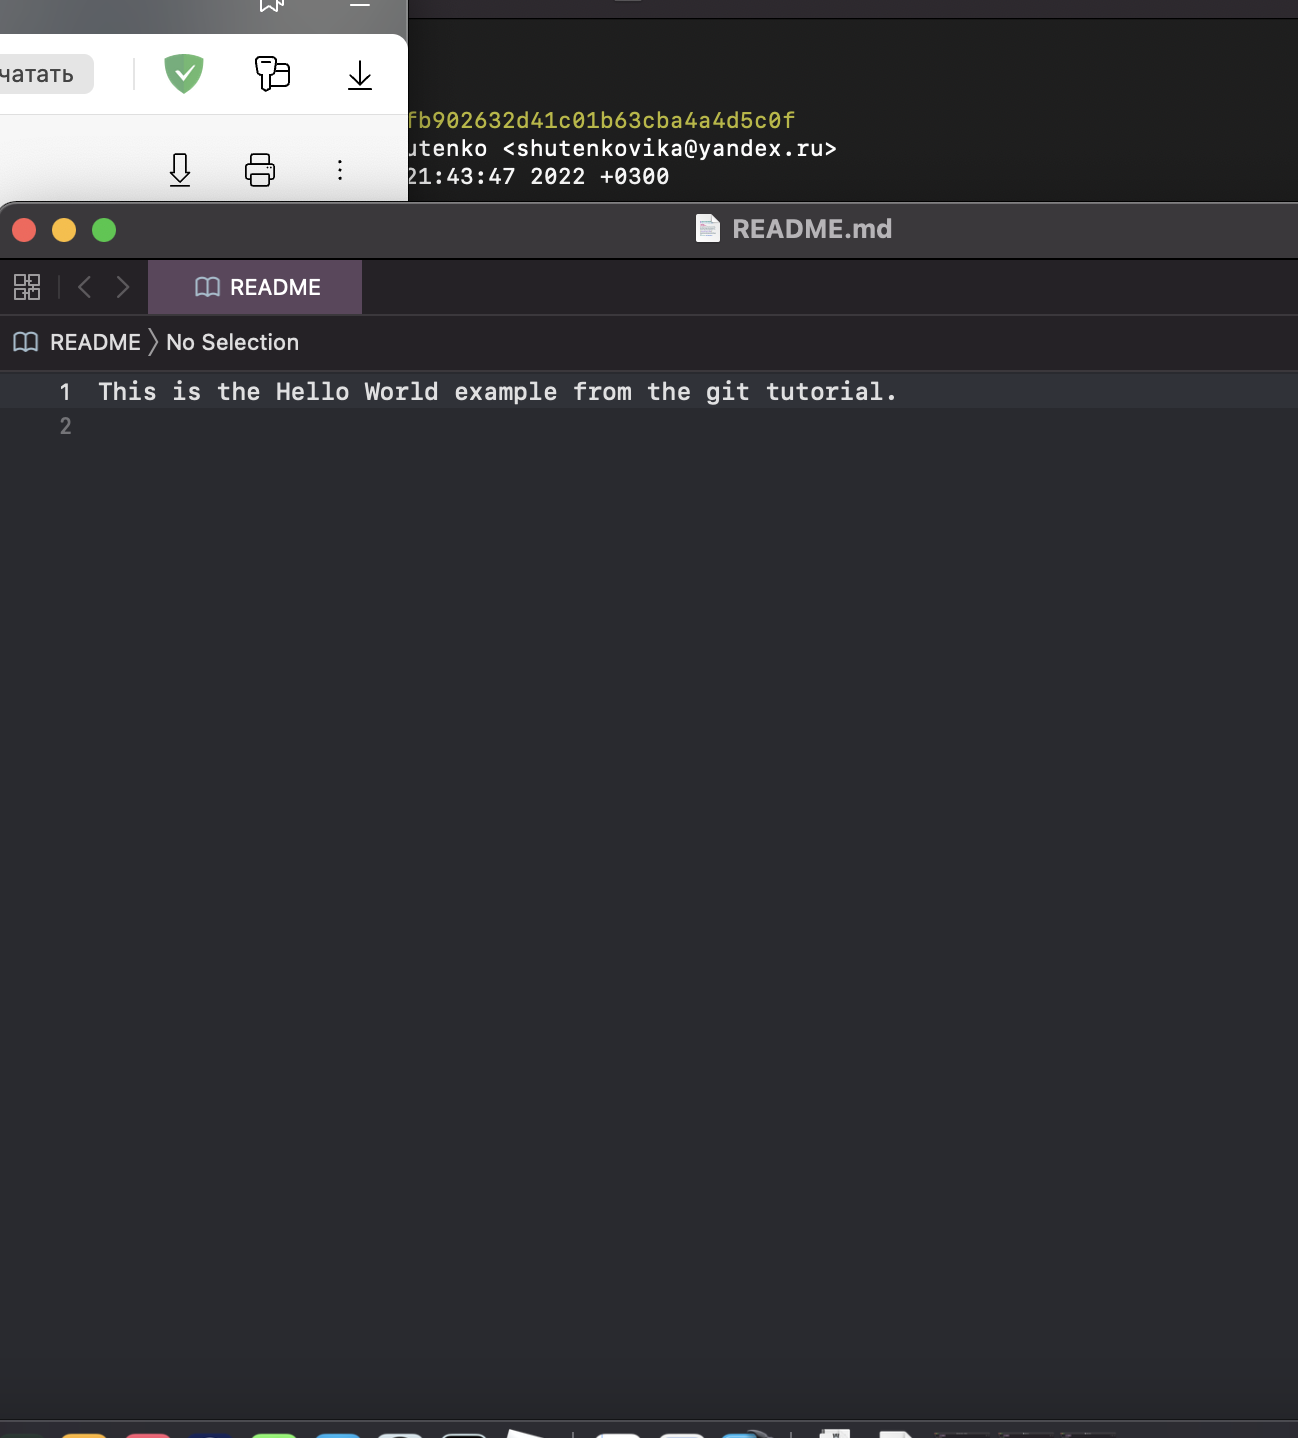 чатать
fb902632d41c01b63cba4a4d5c0f
utenko <shutenkovika@yandex.ru>
21:43:47 2022 +0300
README.md
README
README No Selection
1 This is the Hello World example from the git tutorial.
2